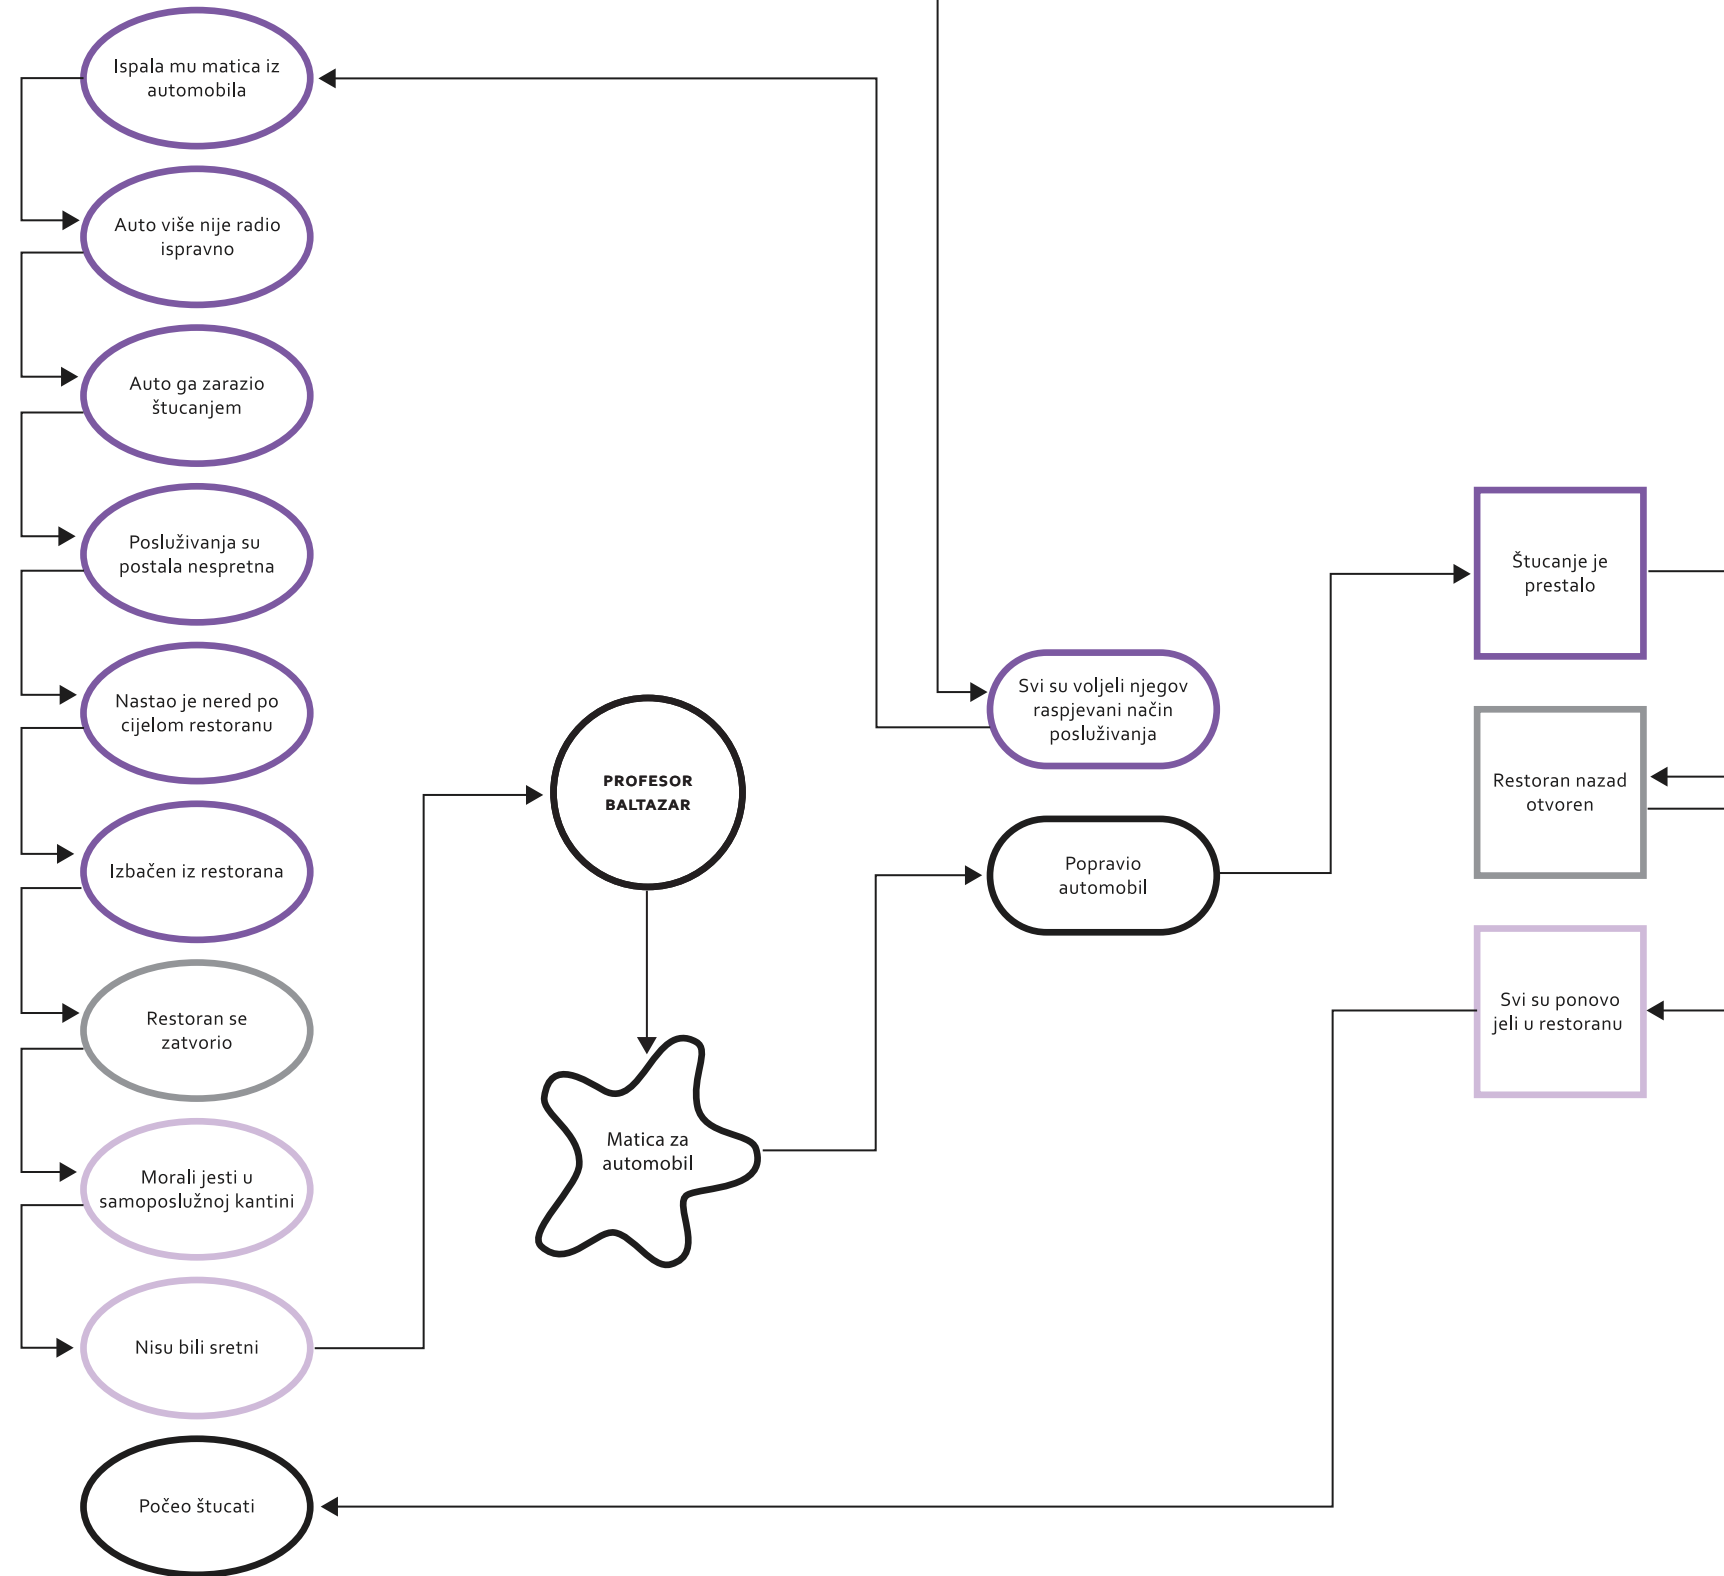 Ispala mu matica iz
automobila
Auto više nije radio
ispravno
Auto ga zarazio
štucanjem
Posluživanja su
postala nespretna
Nastao je nered po
cijelom restoranu
Izbačen iz restorana
Restoran se
zatvorio
Morali jesti u
samoposlužnoj kantini
Nisu bili sretni
Počeo štucati
PROFESOR
BALTAZAR
Matica za
automobil
Svi su voljeli njegov
raspjevani način
posluživanja
Popravio
automobil
Štucanje je
prestalo
Restoran nazad
otvoren
Svi su ponovo
jeli u restoranu